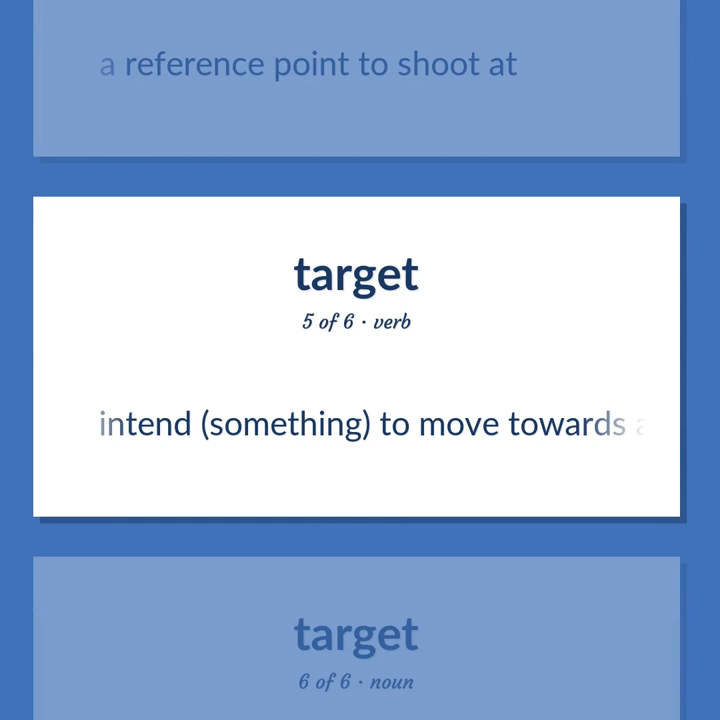 a reference point to shoot at
target
5 of 6 · verb
intend (something) to move towards a
target
6 of 6 · noun